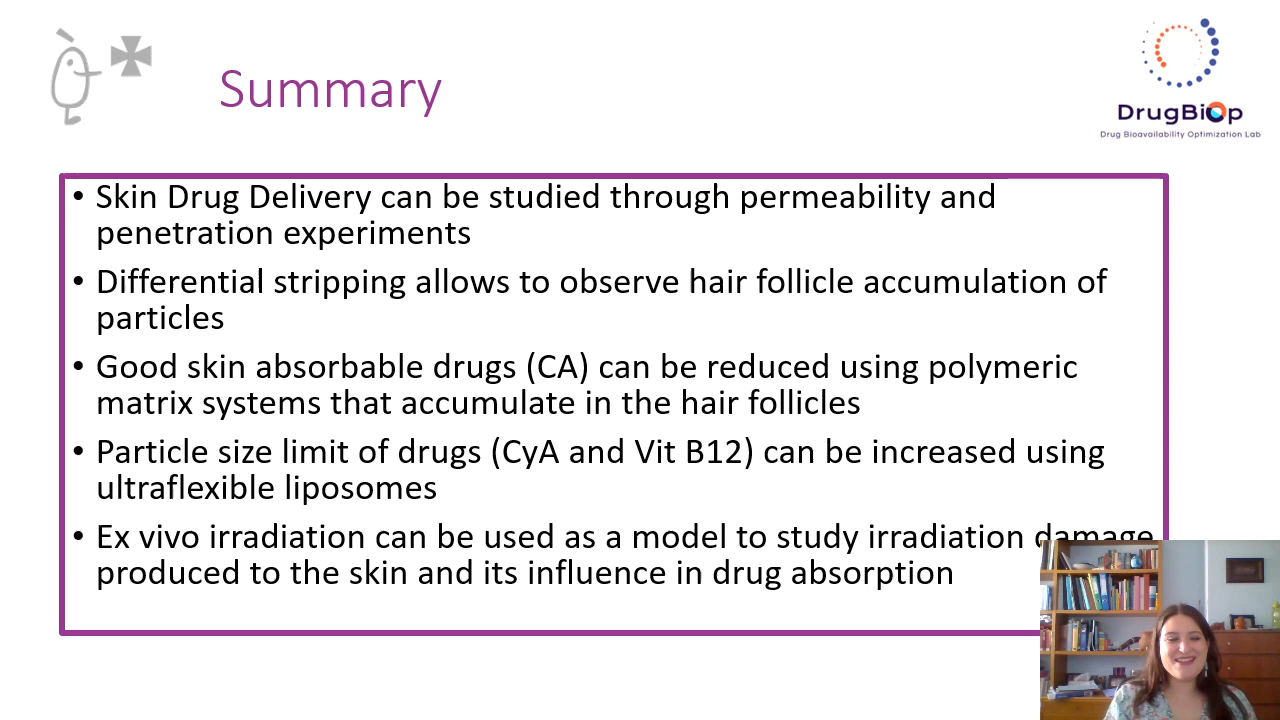 Summary
DrugBiOp
Drug Bioavailability Optimization Lab
• Skin Drug Delivery can be studied through permeability and
penetration experiments
• Differential stripping allows to observe hair follicle accumulation of
particles
• Good skin absorbable drugs (CA) can be reduced using polymeric
matrix systems that accumulate in the hair follicles
• Particle size limit of drugs (CyA and Vit B12) can be increased using
ultraflexible liposomes
• Ex vivo irradiation can be used as a model to study irradiation damage
produced to the skin and its influence in drug absorption